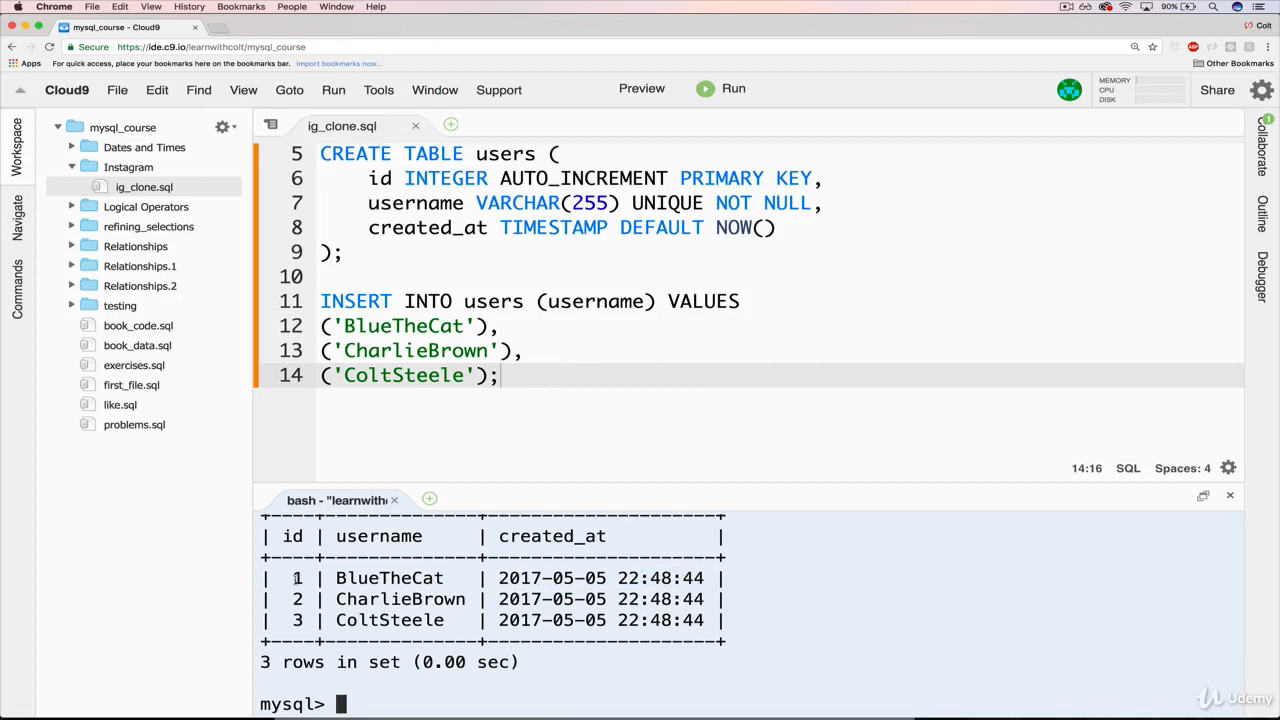 Chrome File Edit View History Bookmarks People Window Help 90% Colt
mysql_course - Cloud9
Secure https://ide.c9.io/learnwithcolt/mysql_course
Apps For quick access, place your bookmarks here on the bookmarks bar. Import bookmarks now... Other Bookmarks
Cloud9 File Edit Find View Goto Run Tools Window Support Preview Run MEMORY CPU DISK Share
Workspace
Navigate
Commands
mysql_course
Dates and Times
Instagram
ig_clone.sql
Logical Operators
refining_selections
Relationships
Relationships.1
Relationships.2
testing
book_code.sql
book_data.sql
exercises.sql
first_file.sql
like.sql
problems.sql
ig_clone.sql
5 CREATE TABLE users (
6 id INTEGER AUTO_INCREMENT PRIMARY KEY,
7 username VARCHAR(255) UNIQUE NOT NULL,
8 created_at TIMESTAMP DEFAULT NOW()
9 );
10
11 INSERT INTO users (username) VALUES
12 ('BlueTheCat'),
13 ('CharlieBrown'),
14 ('ColtSteele');
14:16 SQL Spaces: 4
Collaborate 1
Outline
Debugger
bash - "learnwith
+----+--------------+---------------------+
| id | username | created_at |
+----+--------------+---------------------+
| 1 | BlueTheCat | 2017-05-05 22:48:44 |
| 2 | CharlieBrown | 2017-05-05 22:48:44 |
| 3 | ColtSteele | 2017-05-05 22:48:44 |
+----+--------------+---------------------+
3 rows in set (0.00 sec)
mysql>
Udemy